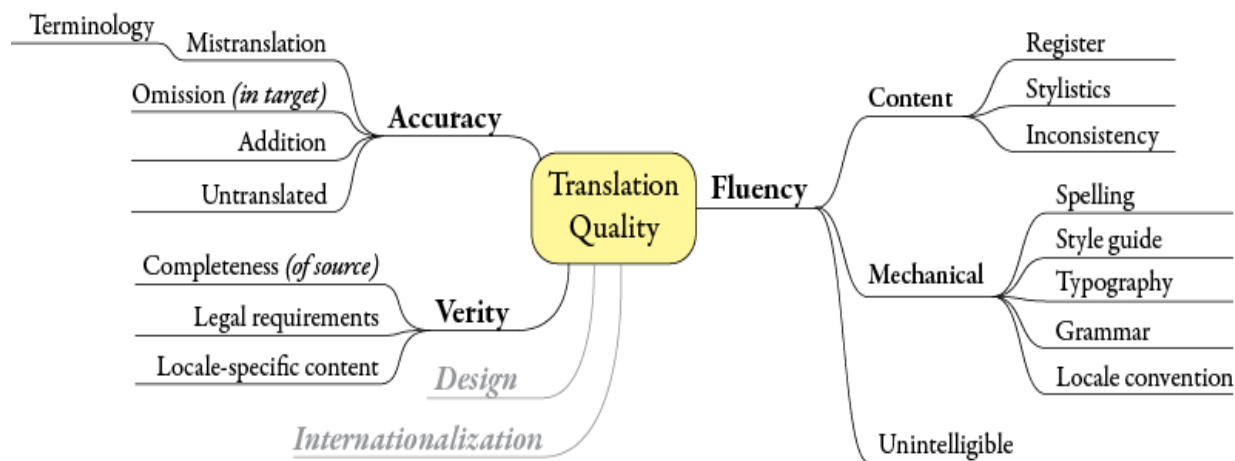 Translation
Quality
Accuracy
Mistranslation
Terminology
Omission (in target)
Addition
Untranslated
Verity
Completeness (of source)
Legal requirements
Locale-specific content
Design
Internationalization
Fluency
Content
Register
Stylistics
Inconsistency
Mechanical
Spelling
Style guide
Typography
Grammar
Locale convention
Unintelligible